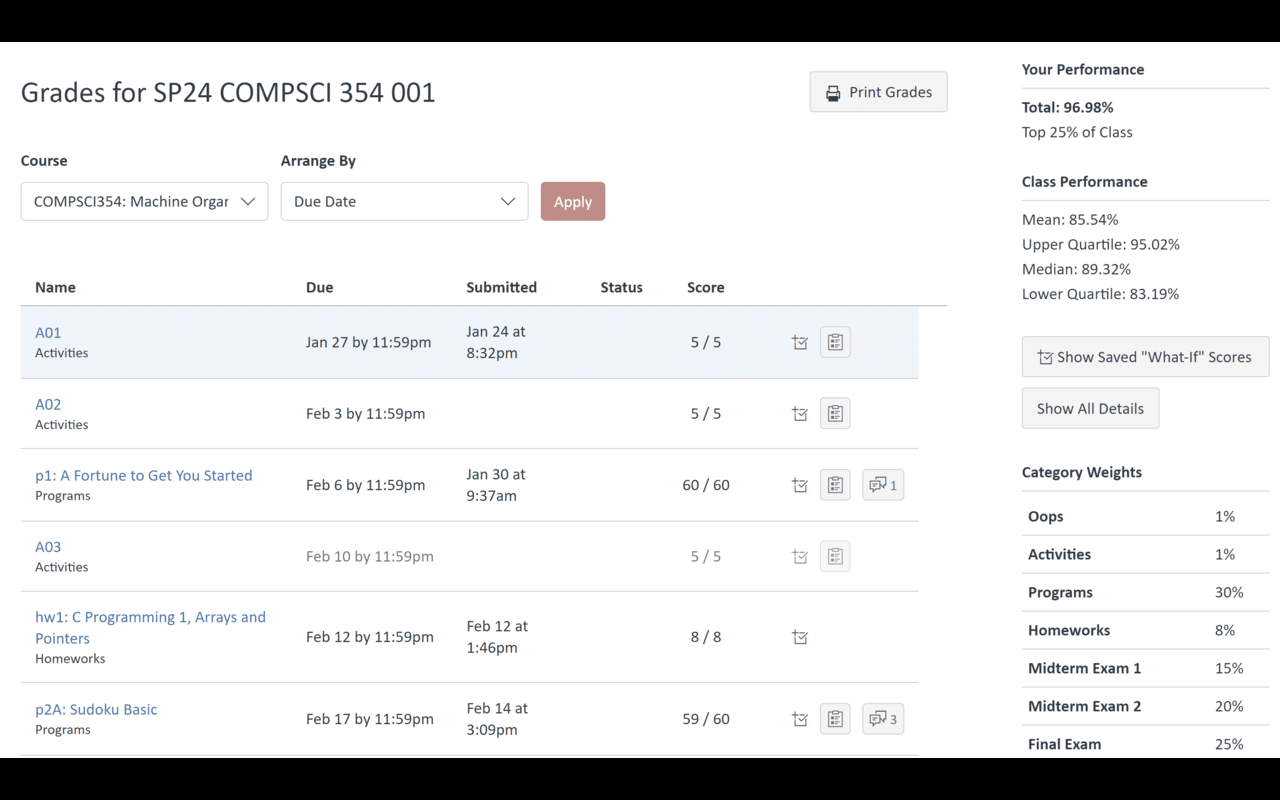 Grades for SP24 COMPSCI 354 001
Print Grades
Course
Arrange By
COMPSCI354: Machine Orgar
Due Date
Apply
Name Due Submitted Status Score
A01
Activities
Jan 27 by 11:59pm
Jan 24 at
8:32pm
5 / 5
A02
Activities
Feb 3 by 11:59pm
5 / 5
p1: A Fortune to Get You Started
Programs
Feb 6 by 11:59pm
Jan 30 at
9:37am
60 / 60
1
A03
Activities
Feb 10 by 11:59pm
5 / 5
hw1: C Programming 1, Arrays and
Pointers
Homeworks
Feb 12 by 11:59pm
Feb 12 at
1:46pm
8 / 8
p2A: Sudoku Basic
Programs
Feb 17 by 11:59pm
Feb 14 at
3:09pm
59 / 60
3
Your Performance
Total: 96.98%
Top 25% of Class
Class Performance
Mean: 85.54%
Upper Quartile: 95.02%
Median: 89.32%
Lower Quartile: 83.19%
Show Saved "What-If" Scores
Show All Details
Category Weights
Oops 1%
Activities 1%
Programs 30%
Homeworks 8%
Midterm Exam 1 15%
Midterm Exam 2 20%
Final Exam 25%